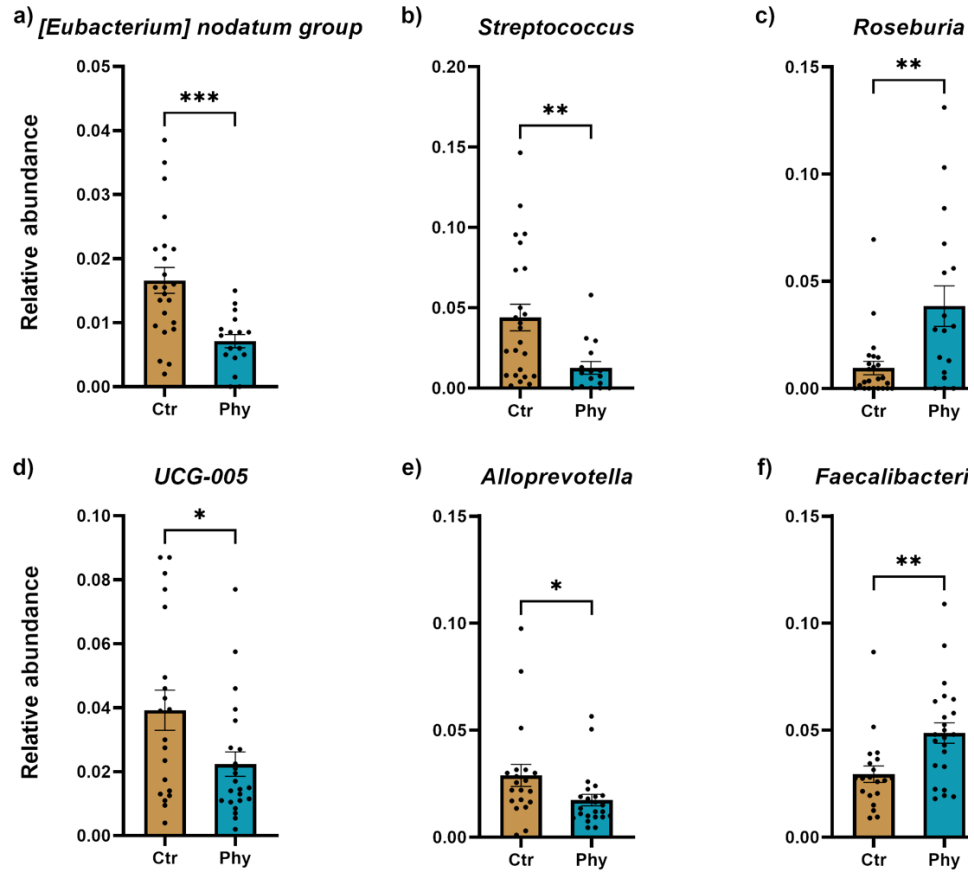 a) [Eubacterium] nodatum group
Relative abundance
0.05
0.04
0.03
0.02
0.01
0.00
***
Ctr Phy
b) Streptococcus
0.20
0.15
0.10
0.05
0.00
**
Ctr Phy
c) Roseburia
0.15
0.10
0.05
0.00
**
Ctr Phy
d) UCG-005
Relative abundance
0.10
0.08
0.06
0.04
0.02
0.00
*
Ctr Phy
e) Alloprevotella
0.15
0.10
0.05
0.00
*
Ctr Phy
f) Faecalibacteri
0.15
0.10
0.05
0.00
**
Ctr Phy